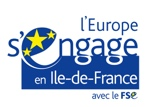 l'Europe
s'engage
en Ile-de-France
avec le FSe